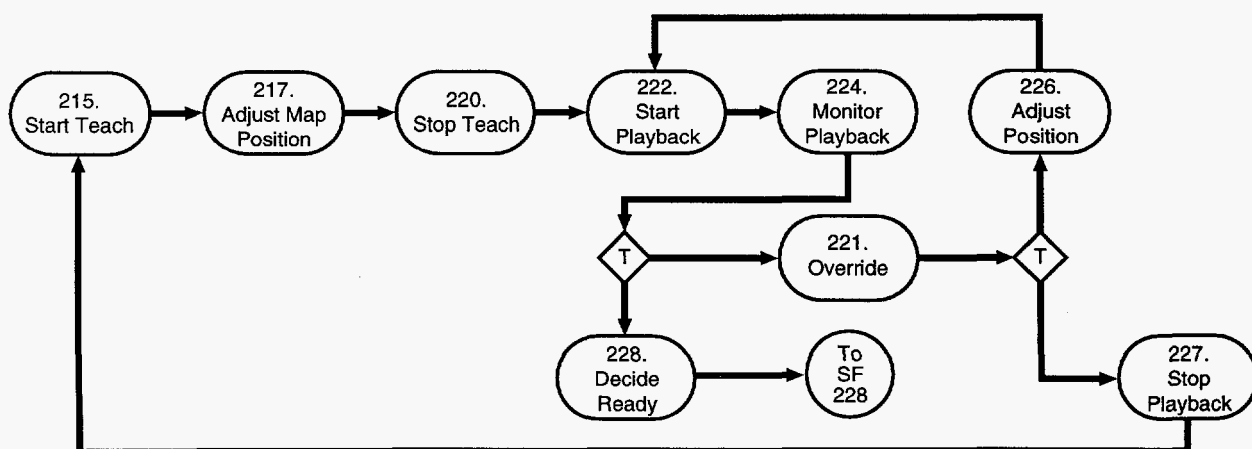 215.
Start Teach
217.
Adjust Map
Position
220.
Stop Teach
222.
Start
Playback
224.
Monitor
Playback
226.
Adjust
Position
T
221.
Override
T
228.
Decide
Ready
To
SF
228
227.
Stop
Playback